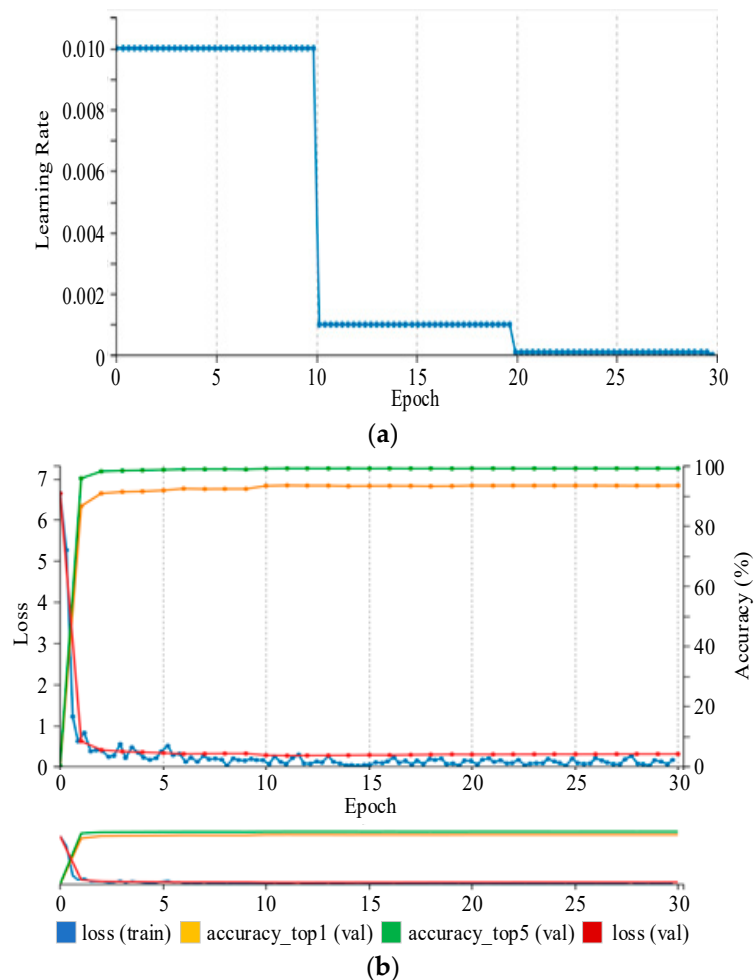 0.010
0.008
0.006
0.004
0.002
0
Learning Rate
0 5 10 15 20 25 30
Epoch
(a)
7
6
5
4
3
2
1
0
Loss
100
80
60
40
20
0
Accuracy (%)
0 5 10 15 20 25 30
Epoch
0 5 10 15 20 25 30
loss (train) accuracy_top1 (val) accuracy_top5 (val) loss (val)
(b)